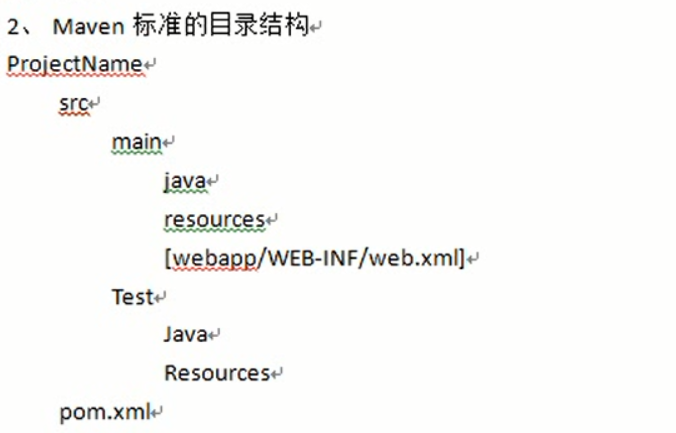 2、 Maven 标准的目录结构
ProjectName
src
main
java
resources
[webapp/WEB-INF/web.xml]
Test
Java
Resources
pom.xml